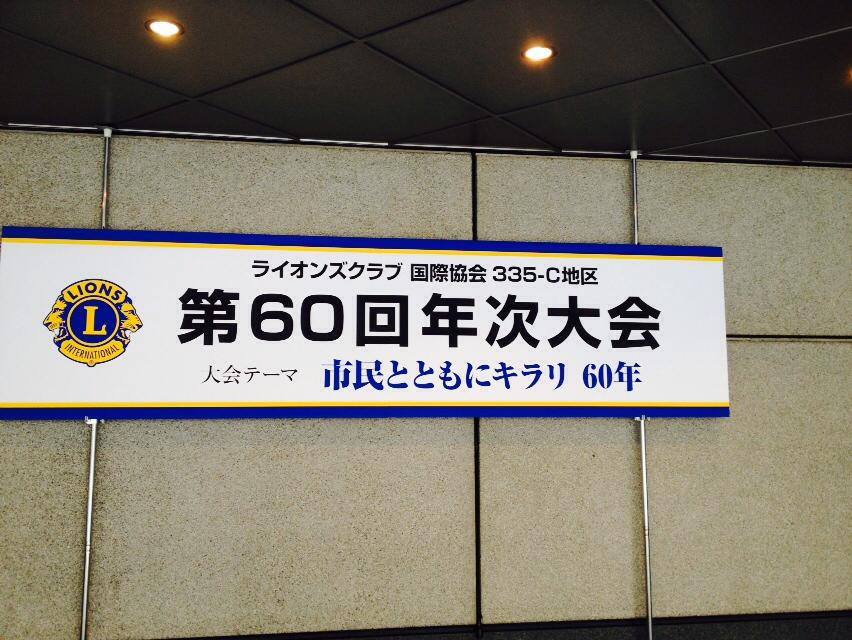 ライオンズクラブ 国際協会 335-C地区
第60回年次大会
大会テーマ 市民とともにキラリ 60年
LIONS
L
INTERNATIONAL